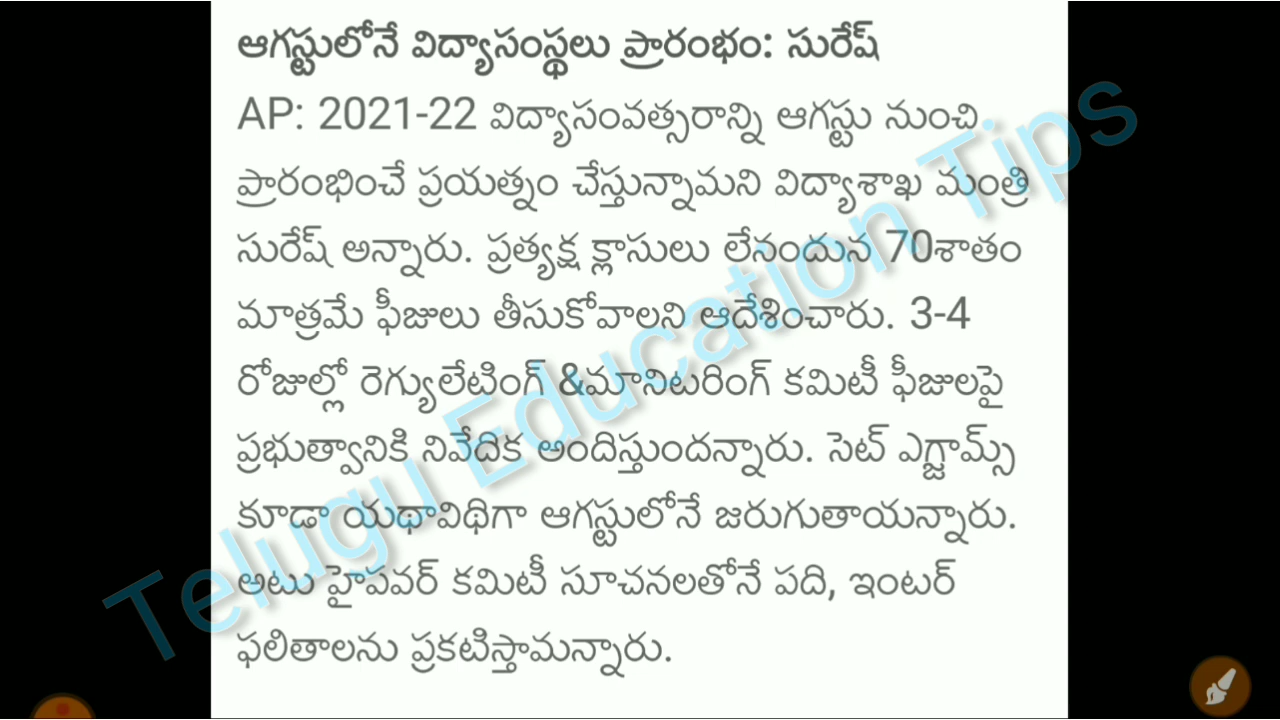 ఆగస్టులోనే విద్యాసంస్థలు ప్రారంభం: సురేష్
AP: 2021-22 విద్యాసంవత్సరాన్ని ఆగస్టు నుంచి
ప్రారంభించే ప్రయత్నం చేస్తున్నామని విద్యాశాఖ మంత్రి
సురేష్ అన్నారు. ప్రత్యక్ష క్లాసులు లేనందున 70శాతం
మాత్రమే ఫీజులు తీసుకోవాలని ఆదేశించారు. 3-4
రోజుల్లో రెగ్యులేటింగ్ &మానిటరింగ్ కమిటీ ఫీజులపై
ప్రభుత్వానికి నివేదిక అందిస్తుందన్నారు. సెట్ ఎగ్జామ్స్
కూడా యథావిథిగా ఆగస్టులోనే జరుగుతాయన్నారు.
అటు హైపవర్ కమిటీ సూచనలతోనే పది, ఇంటర్
ఫలితాలను ప్రకటిస్తామన్నారు.
Telugu Education Tips